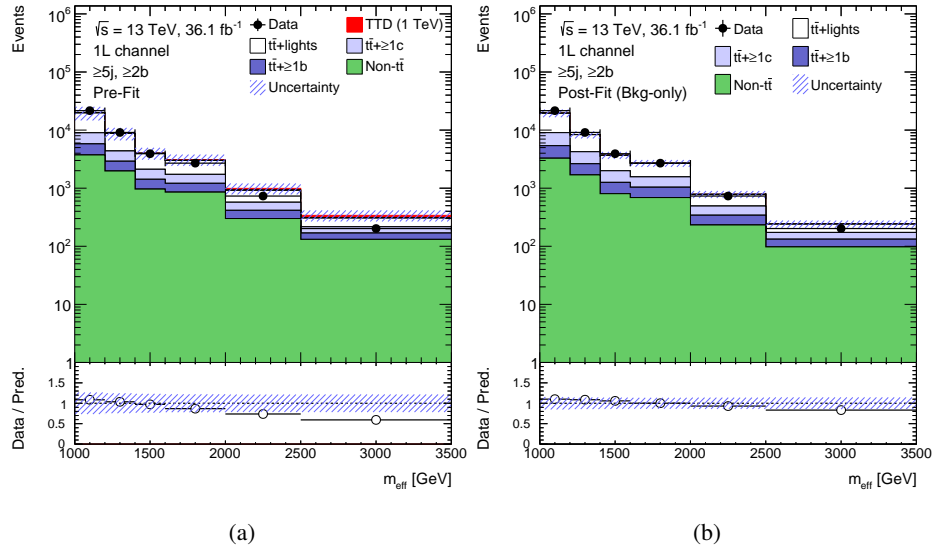 Events
10⁶
10⁵
10⁴
10³
10²
10
1
√s = 13 TeV, 36.1 fb⁻¹
1L channel
≥5j, ≥2b
Pre-Fit
Data
TTD (1 TeV)
tt̄+lights
tt̄+≥1c
tt̄+≥1b
Non-tt̄
Uncertainty
Data / Pred.
1.5
1
0.5
0
1000 1500 2000 2500 3000 3500
m_eff [GeV]
(a)
Events
10⁶
10⁵
10⁴
10³
10²
10
1
√s = 13 TeV, 36.1 fb⁻¹
1L channel
≥5j, ≥2b
Post-Fit (Bkg-only)
Data
tt̄+lights
tt̄+≥1c
tt̄+≥1b
Non-tt̄
Uncertainty
Data / Pred.
1.5
1
0.5
0
1000 1500 2000 2500 3000 3500
m_eff [GeV]
(b)